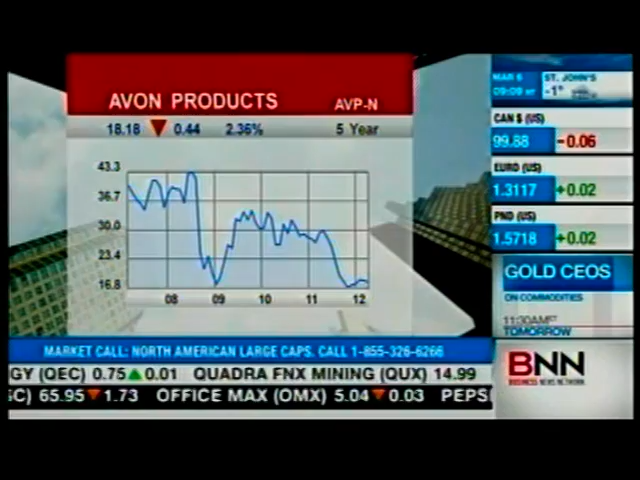 AVON PRODUCTS
AVP-N
18.18 ▼ 0.44 2.36% 5 Year
43.3
36.7
30.0
23.4
16.8
08 09 10 11 12
MAR 6
09:09 MT
ST. JOHN'S
-1°
CAN $ (US)
99.88 -0.06
EURO (US)
1.3117 +0.02
PND (US)
1.5718 +0.02
GOLD CEOS
ON COMMODITIES
11:30AM ET
TOMORROW
MARKET CALL: NORTH AMERICAN LARGE CAPS. CALL 1-855-326-6266
GY (QEC) 0.75▲0.01 QUADRA FNX MINING (QUX) 14.99
C) 65.95▼1.73 OFFICE MAX (OMX) 5.04▼0.03 PEPS
BNN
BUSINESS NEWS NETWORK